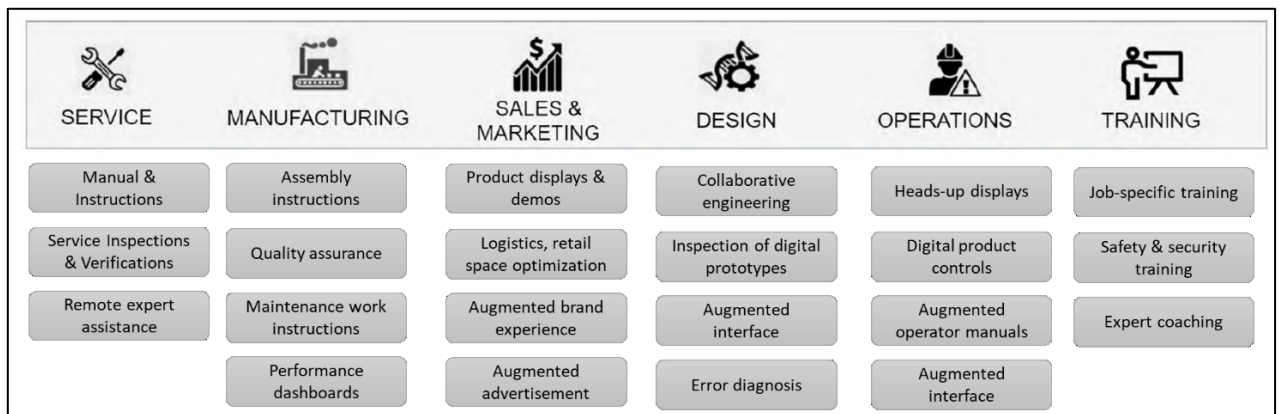 SERVICE
MANUFACTURING
SALES &
MARKETING
DESIGN
OPERATIONS
TRAINING
Manual &
Instructions
Service Inspections
& Verifications
Remote expert
assistance
Assembly
instructions
Quality assurance
Maintenance work
instructions
Performance
dashboards
Product displays &
demos
Logistics, retail
space optimization
Augmented brand
experience
Augmented
advertisement
Collaborative
engineering
Inspection of digital
prototypes
Augmented
interface
Error diagnosis
Heads-up displays
Digital product
controls
Augmented
operator manuals
Augmented
interface
Job-specific training
Safety & security
training
Expert coaching